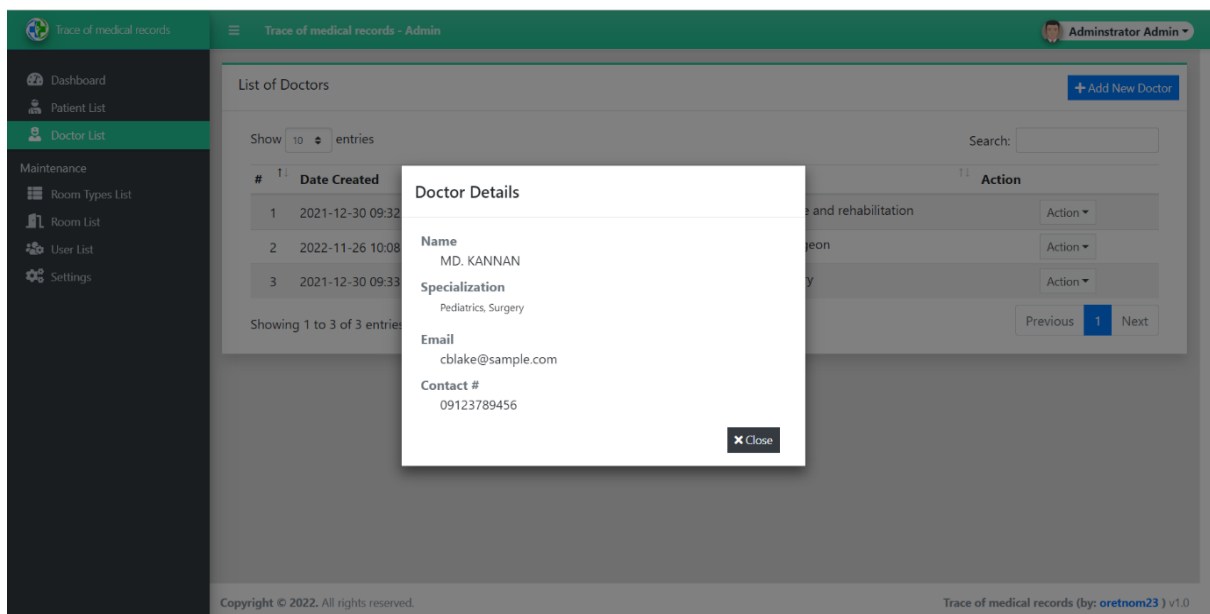 Trace of medical records
Trace of medical records - Admin
Adminstrator Admin
Dashboard
Patient List
Doctor List
Maintenance
Room Types List
Room List
User List
Settings
List of Doctors
+ Add New Doctor
Show 10 entries
Search:
# Date Created Action
1 2021-12-30 09:32 and rehabilitation Action
2 2022-11-26 10:08 Action
3 2021-12-30 09:33 Action
Showing 1 to 3 of 3 entries
Previous 1 Next
Doctor Details
Name
MD. KANNAN
Specialization
Pediatrics, Surgery
Email
cblake@sample.com
Contact #
09123789456
Close
Copyright © 2022. All rights reserved.
Trace of medical records (by: oretnom23 ) v1.0